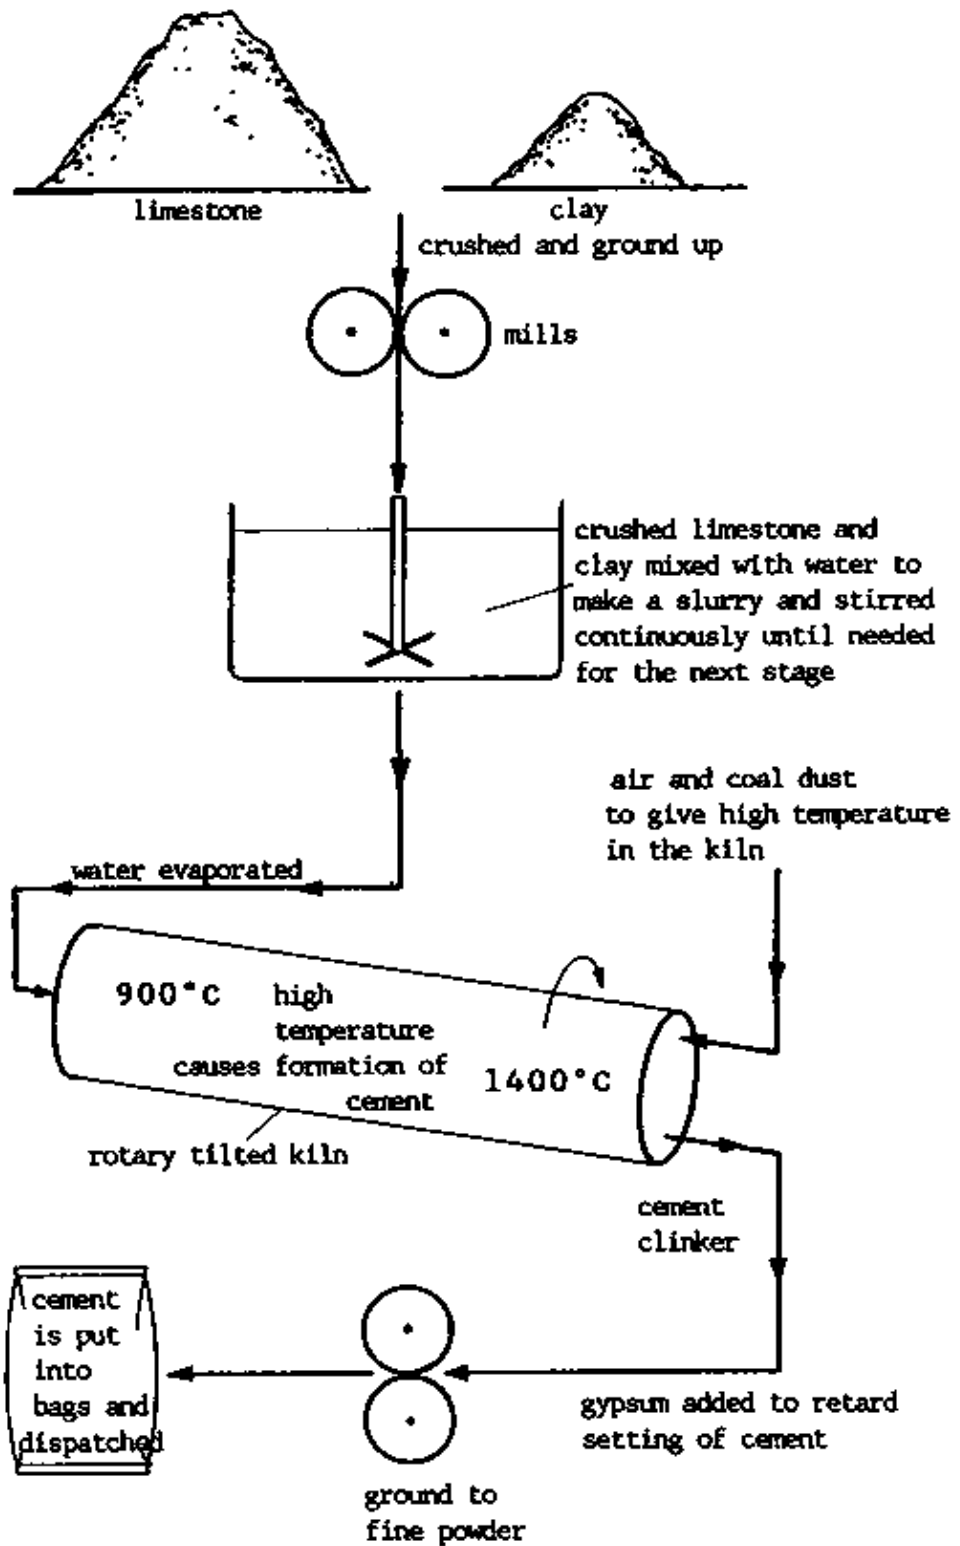 limestone
clay
crushed and ground up
mills
crushed limestone and
clay mixed with water to
make a slurry and stirred
continuously until needed
for the next stage
air and coal dust
to give high temperature
in the kiln
water evaporated
900°C
high
temperature
causes formation of
cement
1400°C
rotary tilted kiln
cement
clinker
gypsum added to retard
setting of cement
ground to
fine powder
cement
is put
into
bags and
dispatched